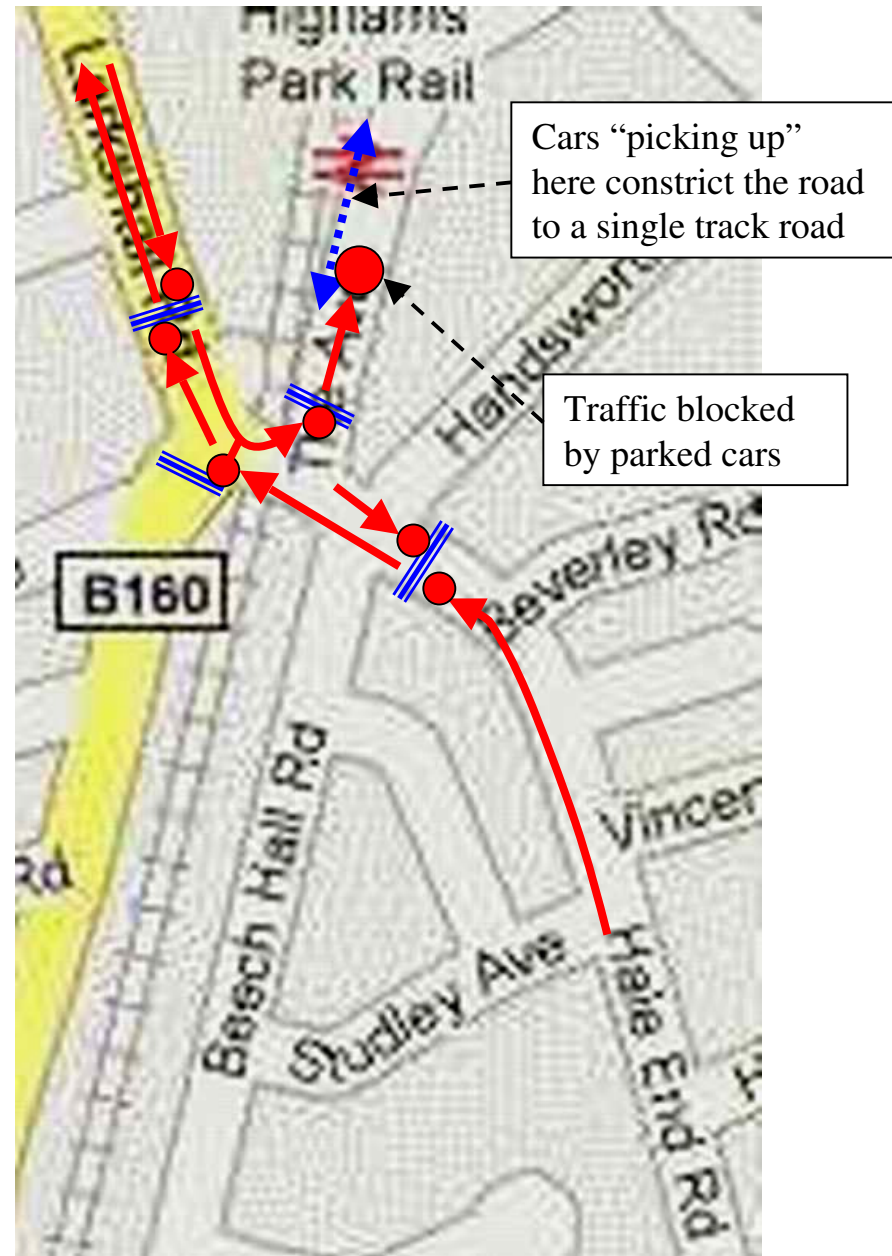 Highams
Park Rail
Cars “picking up”
here constrict the road
to a single track road
Handswor
Traffic blocked
by parked cars
Beverley Rd
B160
Rd
Beech Hall Rd
Vincen
Studley Ave
Hale End Rd
H